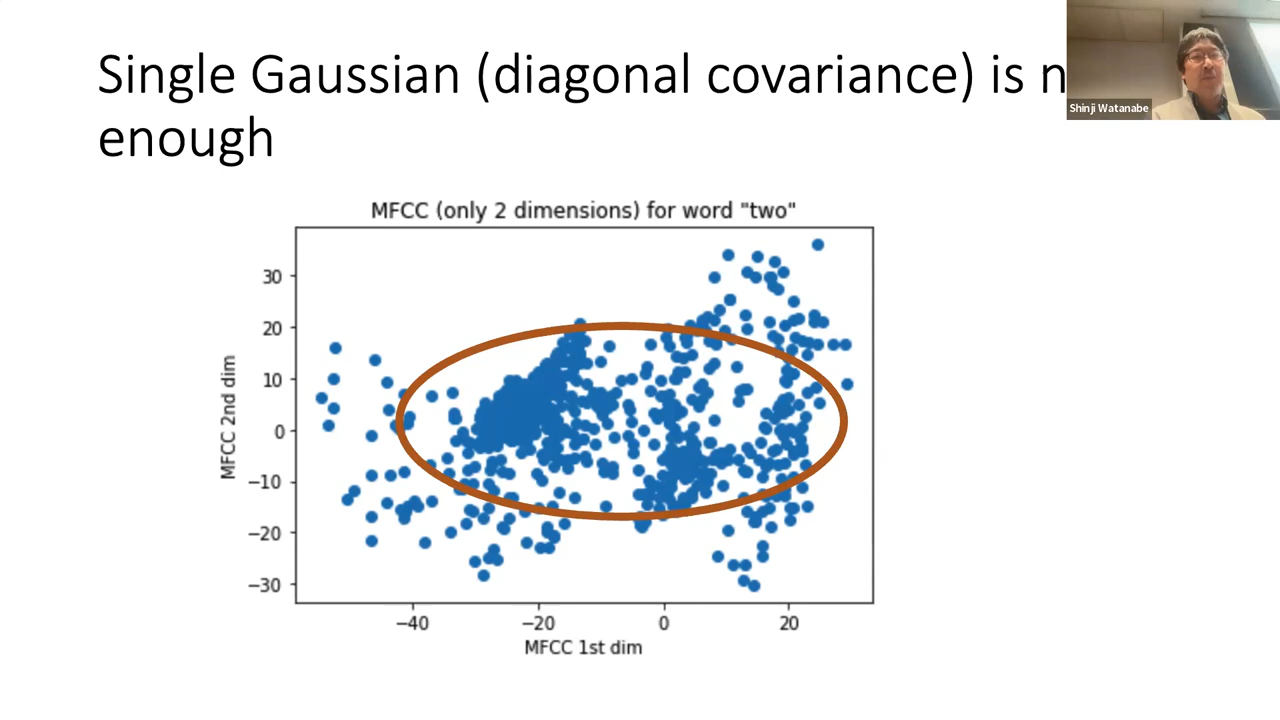 Single Gaussian (diagonal covariance) is n
enough
Shinji Watanabe
MFCC (only 2 dimensions) for word "two"
MFCC 2nd dim
30
20
10
0
−10
−20
−30
−40
−20
0
20
MFCC 1st dim